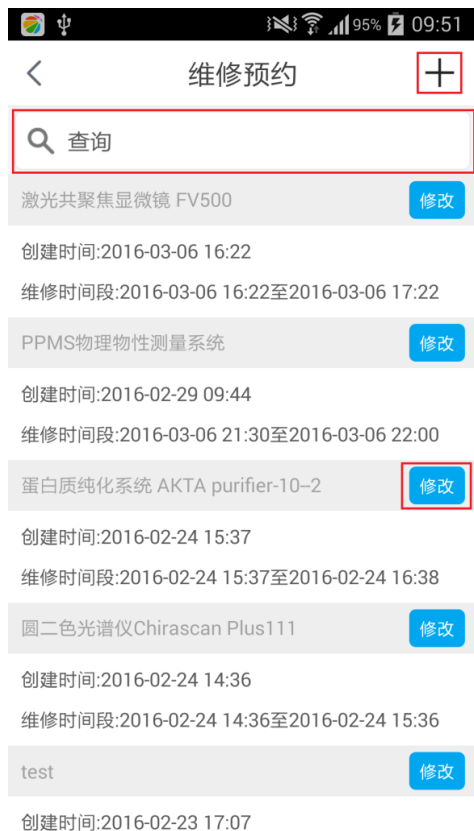 95% 09:51
维修预约
查询
激光共聚焦显微镜 FV500 修改
创建时间:2016-03-06 16:22
维修时间段:2016-03-06 16:22至2016-03-06 17:22
PPMS物理物性测量系统 修改
创建时间:2016-02-29 09:44
维修时间段:2016-03-06 21:30至2016-03-06 22:00
蛋白质纯化系统 AKTA purifier-10--2 修改
创建时间:2016-02-24 15:37
维修时间段:2016-02-24 15:37至2016-02-24 16:38
圆二色光谱仪Chirascan Plus111 修改
创建时间:2016-02-24 14:36
维修时间段:2016-02-24 14:36至2016-02-24 15:36
test 修改
创建时间:2016-02-23 17:07